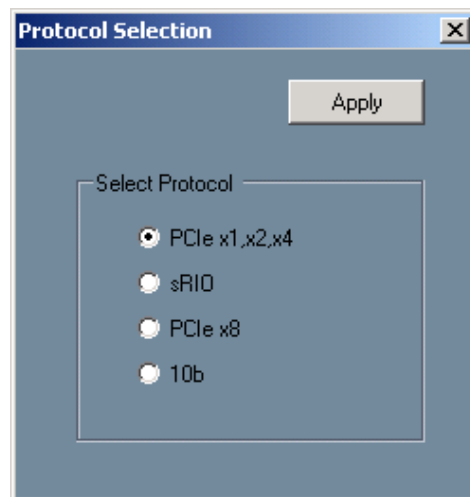 Protocol Selection
Apply
Select Protocol
PCIe x1,x2,x4
sRIO
PCIe x8
10b